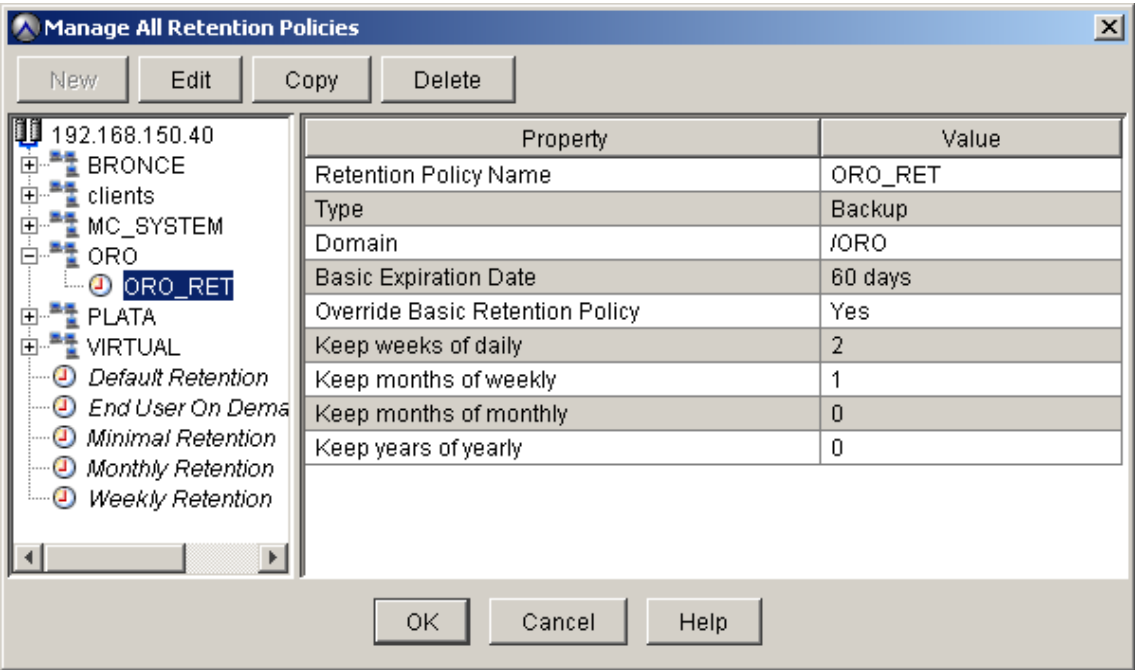 Manage All Retention Policies
New Edit Copy Delete
192.168.150.40
BRONCE
clients
MC_SYSTEM
ORO
ORO_RET
PLATA
VIRTUAL
Default Retention
End User On Dema
Minimal Retention
Monthly Retention
Weekly Retention
Property Value
Retention Policy Name ORO_RET
Type Backup
Domain /ORO
Basic Expiration Date 60 days
Override Basic Retention Policy Yes
Keep weeks of daily 2
Keep months of weekly 1
Keep months of monthly 0
Keep years of yearly 0
OK Cancel Help